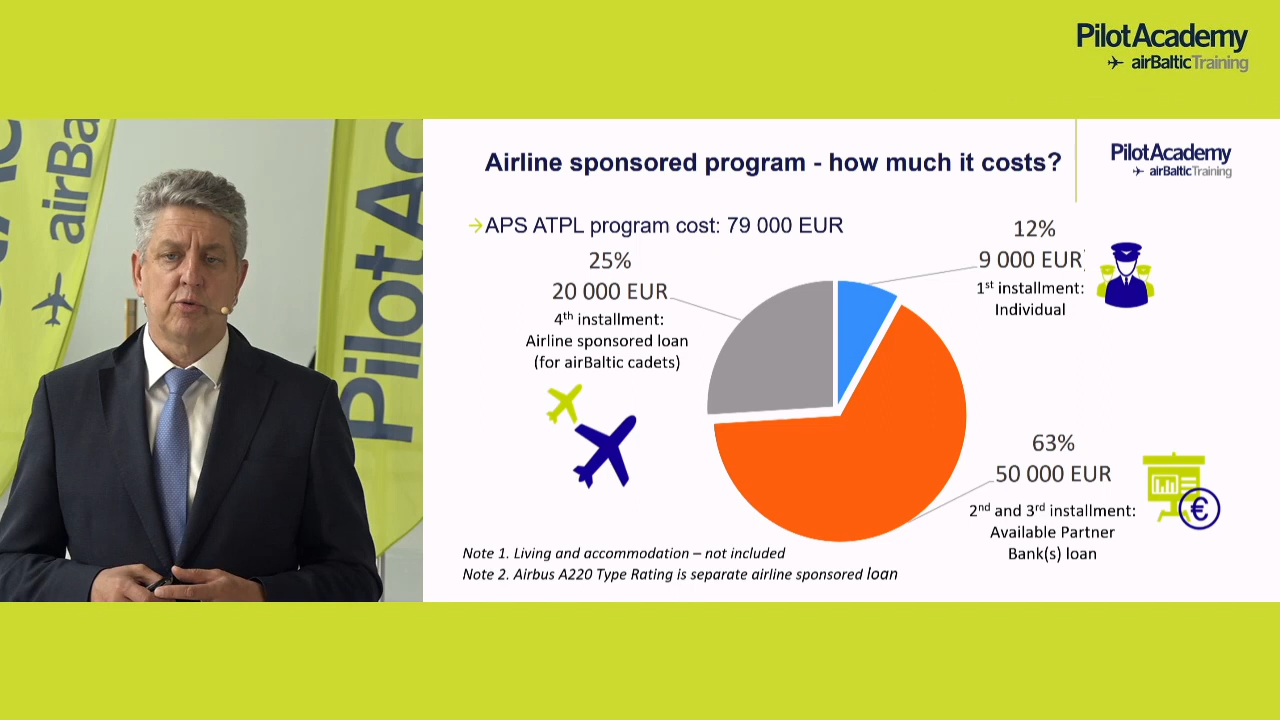 PilotAcademy
airBalticTraining
airBa
PilotAc
Airline sponsored program - how much it costs?
PilotAcademy
airBalticTraining
→APS ATPL program cost: 79 000 EUR
25%
20 000 EUR
4th installment:
Airline sponsored loan
(for airBaltic cadets)
12%
9 000 EUR
1st installment:
Individual
63%
50 000 EUR
2nd and 3rd installment:
Available Partner
Bank(s) loan
€
Note 1. Living and accommodation – not included
Note 2. Airbus A220 Type Rating is separate airline sponsored loan